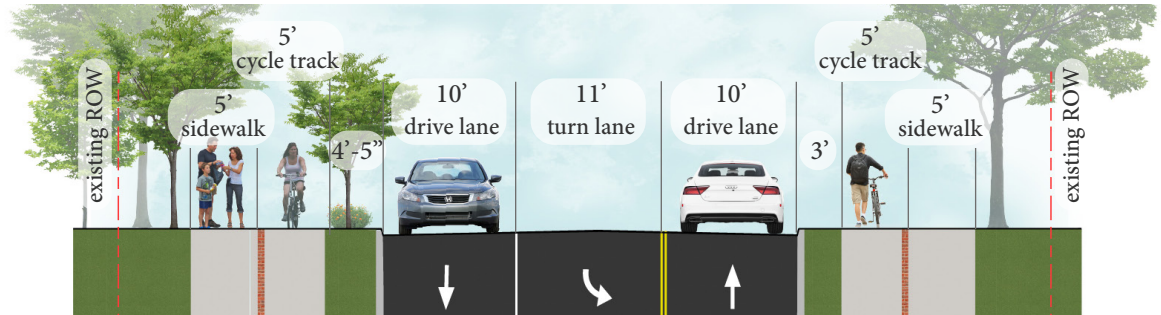 existing ROW
5’
sidewalk
5’
cycle track
4’-5”
10’
drive lane
11’
turn lane
10’
drive lane
3’
5’
cycle track
5’
sidewalk
existing ROW